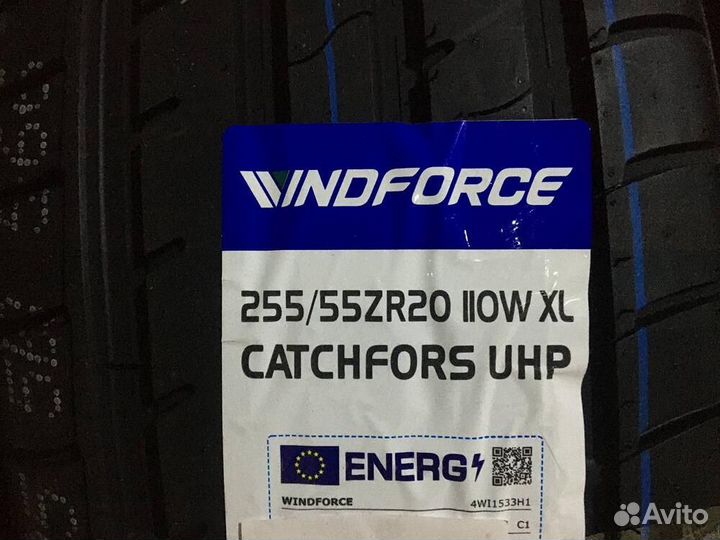 WINDFORCE
255/55ZR20 110W XL
CATCHFORS UHP
ENERG
WINDFORCE 4WI1533H1
C1
Avito